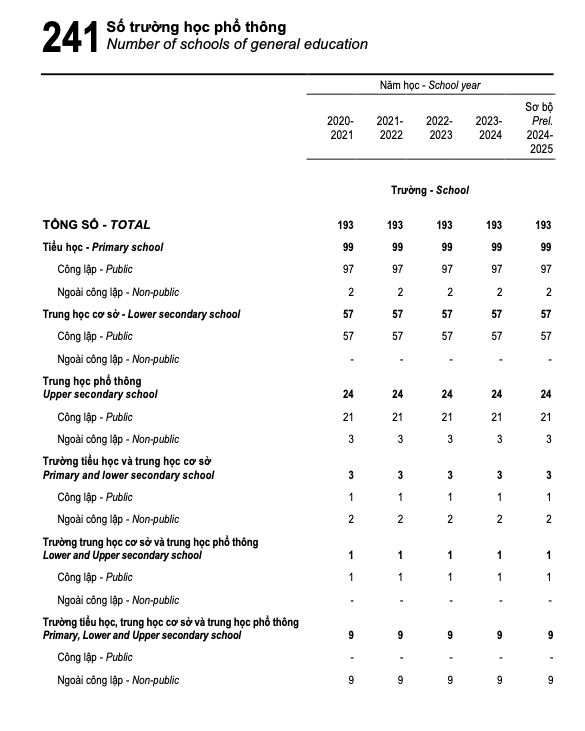 241 Số trường học phổ thông
Number of schools of general education
Năm học - School year
2020-2021 2021-2022 2022-2023 2023-2024 Sơ bộ Prel. 2024-2025
Trường - School
TỔNG SỐ - TOTAL 193 193 193 193 193
Tiểu học - Primary school 99 99 99 99 99
Công lập - Public 97 97 97 97 97
Ngoài công lập - Non-public 2 2 2 2 2
Trung học cơ sở - Lower secondary school 57 57 57 57 57
Công lập - Public 57 57 57 57 57
Ngoài công lập - Non-public - - - - -
Trung học phổ thông
Upper secondary school 24 24 24 24 24
Công lập - Public 21 21 21 21 21
Ngoài công lập - Non-public 3 3 3 3 3
Trường tiểu học và trung học cơ sở
Primary and lower secondary school 3 3 3 3 3
Công lập - Public 1 1 1 1 1
Ngoài công lập - Non-public 2 2 2 2 2
Trường trung học cơ sở và trung học phổ thông
Lower and Upper secondary school 1 1 1 1 1
Công lập - Public 1 1 1 1 1
Ngoài công lập - Non-public - - - - -
Trường tiểu học, trung học cơ sở và trung học phổ thông
Primary, Lower and Upper secondary school 9 9 9 9 9
Công lập - Public - - - - -
Ngoài công lập - Non-public 9 9 9 9 9